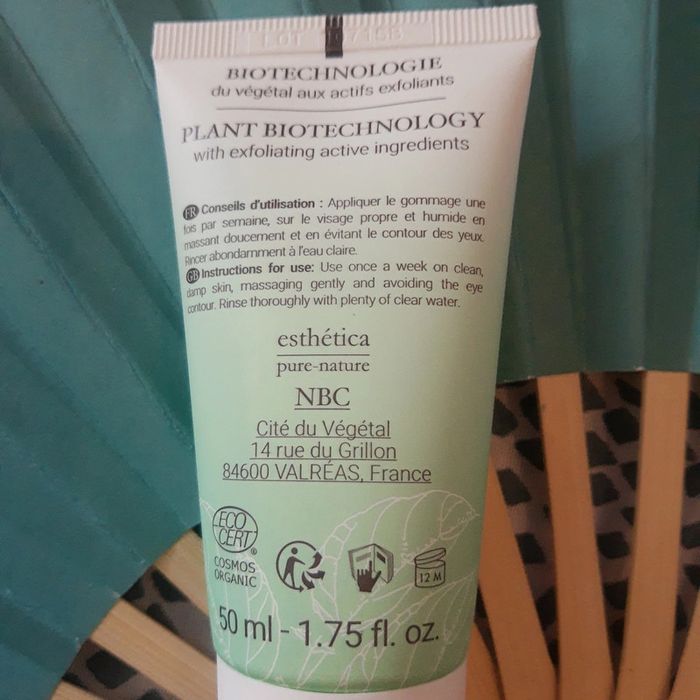 LOT
BIOTECHNOLOGIE
du végétal aux actifs exfoliants
PLANT BIOTECHNOLOGY
with exfoliating active ingredients
FR Conseils d'utilisation : Appliquer le gommage une
fois par semaine, sur le visage propre et humide en
massant doucement et en évitant le contour des yeux.
Rincer abondamment à l'eau claire.
GB Instructions for use: Use once a week on clean,
damp skin, massaging gently and avoiding the eye
contour. Rinse thoroughly with plenty of clear water.
esthética
pure-nature
NBC
Cité du Végétal
14 rue du Grillon
84600 VALRÉAS, France
ECO
CERT®
COSMOS
ORGANIC
12 M
50 ml - 1.75 fl. oz.